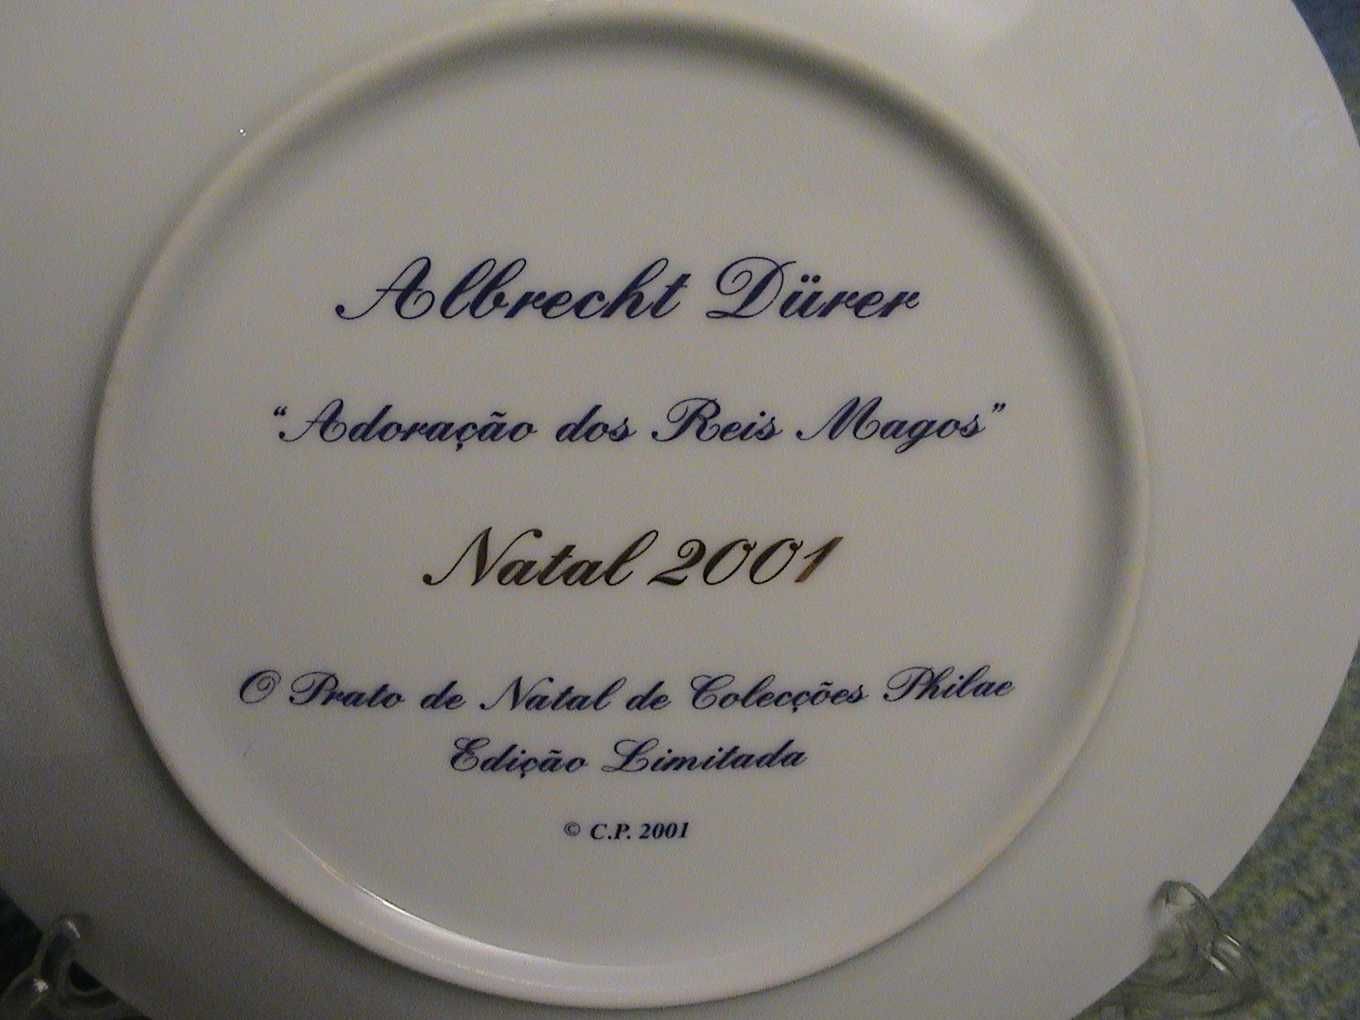 Albrecht Dürer
“Adoração dos Reis Magos”
Natal 2001
O Prato de Natal de Colecções Philae
Edição Limitada
© C.P. 2001